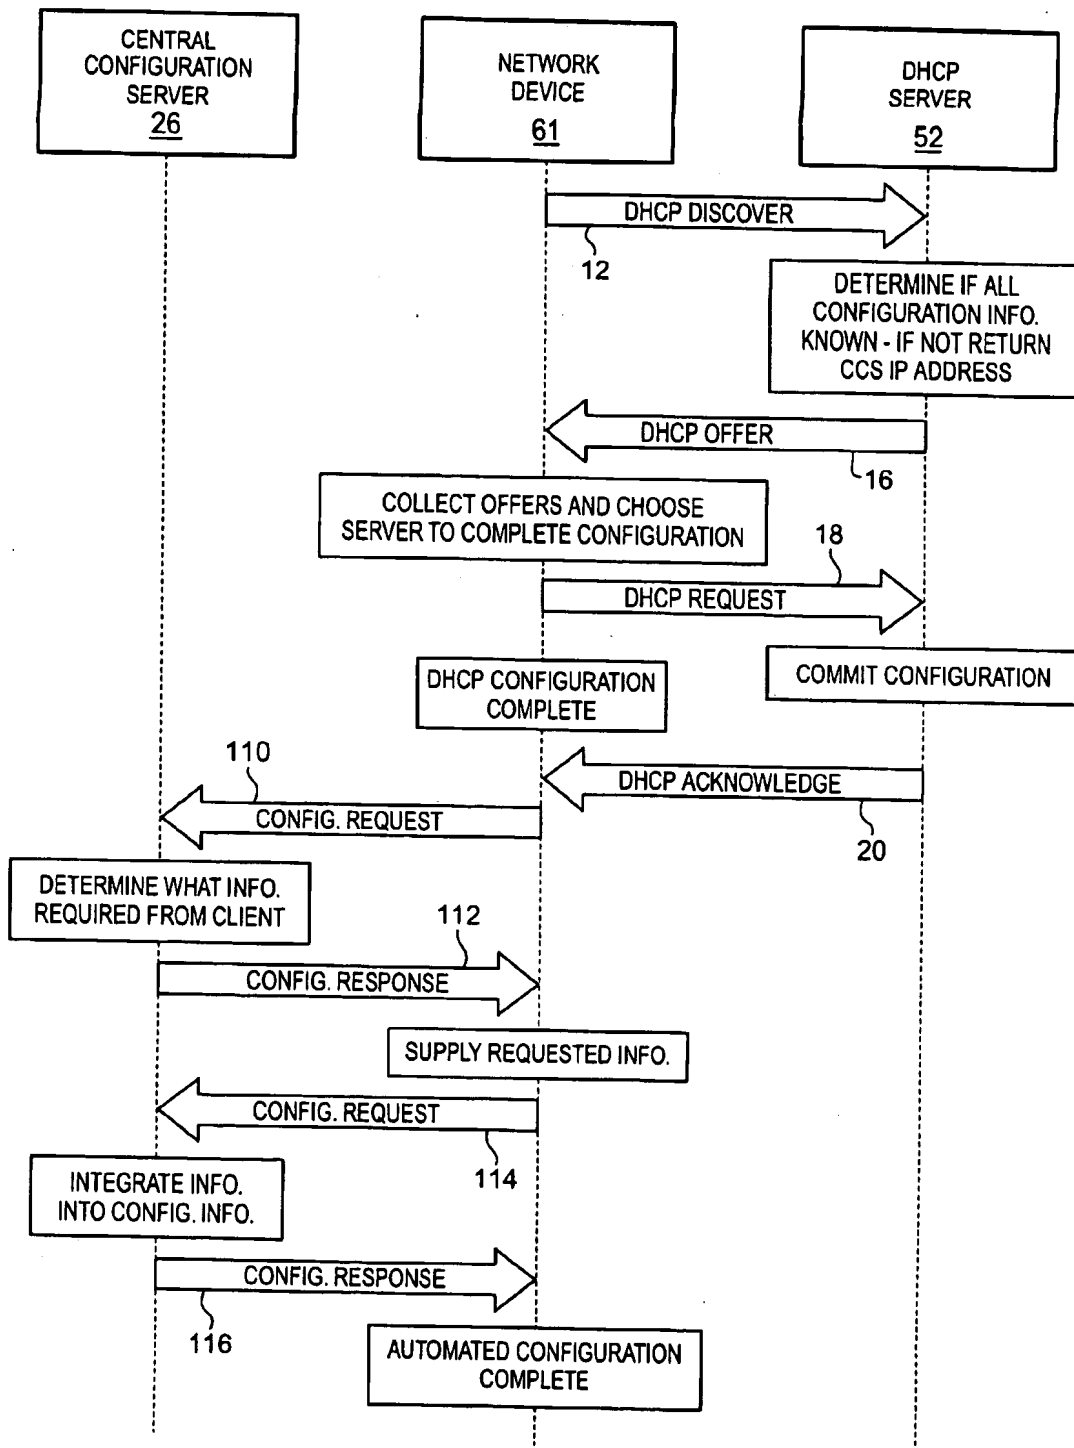 CENTRAL
CONFIGURATION
SERVER
26
NETWORK
DEVICE
61
DHCP
SERVER
52
DHCP DISCOVER
12
DETERMINE IF ALL
CONFIGURATION INFO.
KNOWN - IF NOT RETURN
CCS IP ADDRESS
DHCP OFFER
16
COLLECT OFFERS AND CHOOSE
SERVER TO COMPLETE CONFIGURATION
18
DHCP REQUEST
COMMIT CONFIGURATION
DHCP CONFIGURATION
COMPLETE
DHCP ACKNOWLEDGE
20
110
CONFIG. REQUEST
DETERMINE WHAT INFO.
REQUIRED FROM CLIENT
112
CONFIG. RESPONSE
SUPPLY REQUESTED INFO.
CONFIG. REQUEST
114
INTEGRATE INFO.
INTO CONFIG. INFO.
CONFIG. RESPONSE
116
AUTOMATED CONFIGURATION
COMPLETE